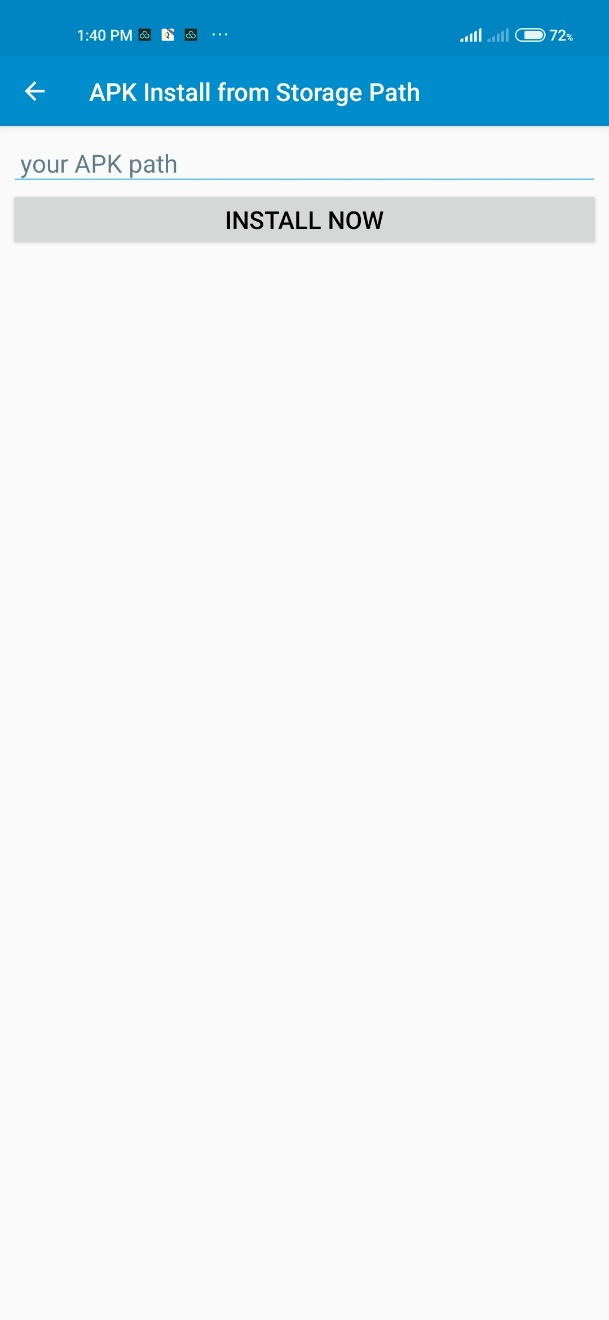 1:40 PM ... 72%
APK Install from Storage Path
your APK path
INSTALL NOW